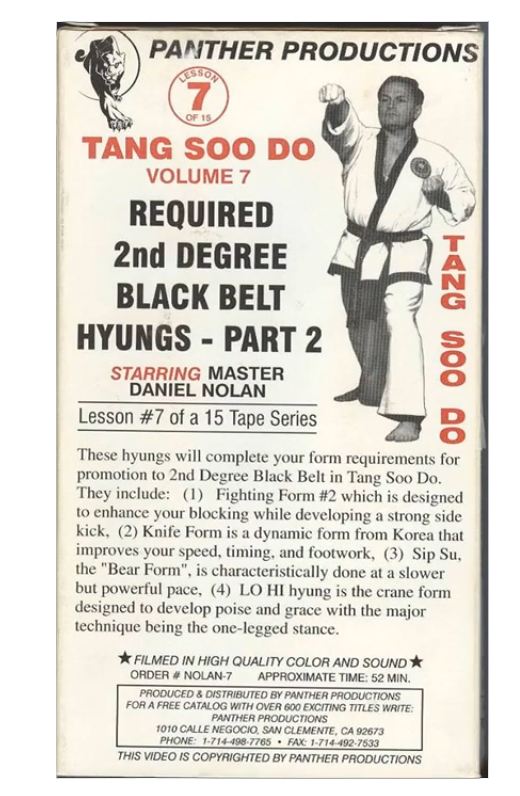 PANTHER PRODUCTIONS
LESSON
7
OF 15
TANG SOO DO
VOLUME 7
REQUIRED
2nd DEGREE
BLACK BELT
HYUNGS - PART 2
STARRING MASTER
DANIEL NOLAN
Lesson #7 of a 15 Tape Series
TANG SOO DO
These hyungs will complete your form requirements for
promotion to 2nd Degree Black Belt in Tang Soo Do.
They include: (1) Fighting Form #2 which is designed
to enhance your blocking while developing a strong side
kick, (2) Knife Form is a dynamic form from Korea that
improves your speed, timing, and footwork, (3) Sip Su,
the "Bear Form", is characteristically done at a slower
but powerful pace, (4) LO HI hyung is the crane form
designed to develop poise and grace with the major
technique being the one-legged stance.
★FILMED IN HIGH QUALITY COLOR AND SOUND★
ORDER # NOLAN-7 APPROXIMATE TIME: 52 MIN.
PRODUCED & DISTRIBUTED BY PANTHER PRODUCTIONS
FOR A FREE CATALOG WITH OVER 600 EXCITING TITLES WRITE:
PANTHER PRODUCTIONS
1010 CALLE NEGOCIO, SAN CLEMENTE, CA 92673
PHONE: 1-714-498-7765 • FAX: 1-714-492-7533
THIS VIDEO IS COPYRIGHTED BY PANTHER PRODUCTIONS